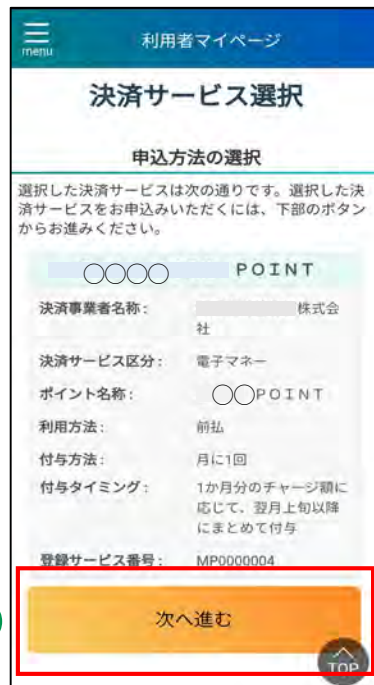 menu
利用者マイページ
決済サービス選択
申込方法の選択
選択した決済サービスは次の通りです。選択した決
済サービスをお申込みいただくには、下部のボタン
からお進みください。
〇〇〇〇 POINT
決済事業者名称: 株式会
社
決済サービス区分: 電子マネー
ポイント名称: 〇〇POINT
利用方法: 前払
付与方法: 月に1回
付与タイミング: 1か月分のチャージ額に
応じて、翌月上旬以降
にまとめて付与
登録サービス番号: MP0000004
次へ進む
TOP